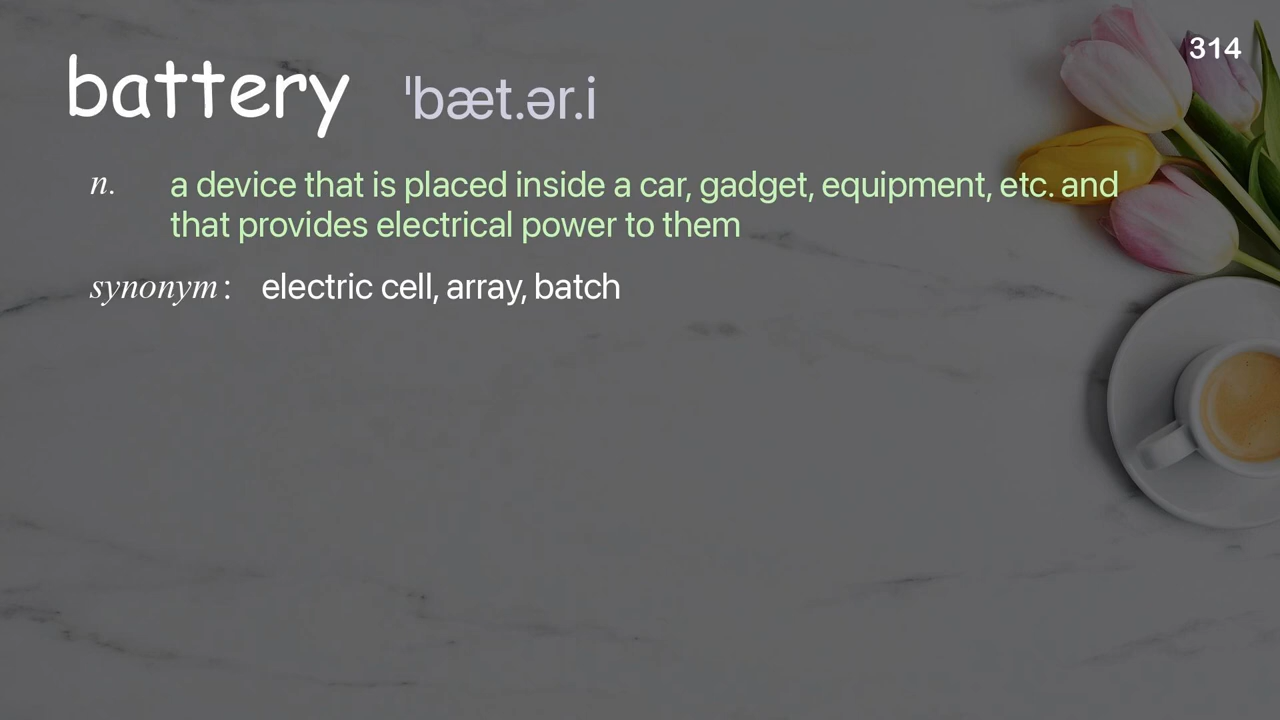 314
battery ˈbæt.ər.i
n. a device that is placed inside a car, gadget, equipment, etc. and
that provides electrical power to them
synonym : electric cell, array, batch